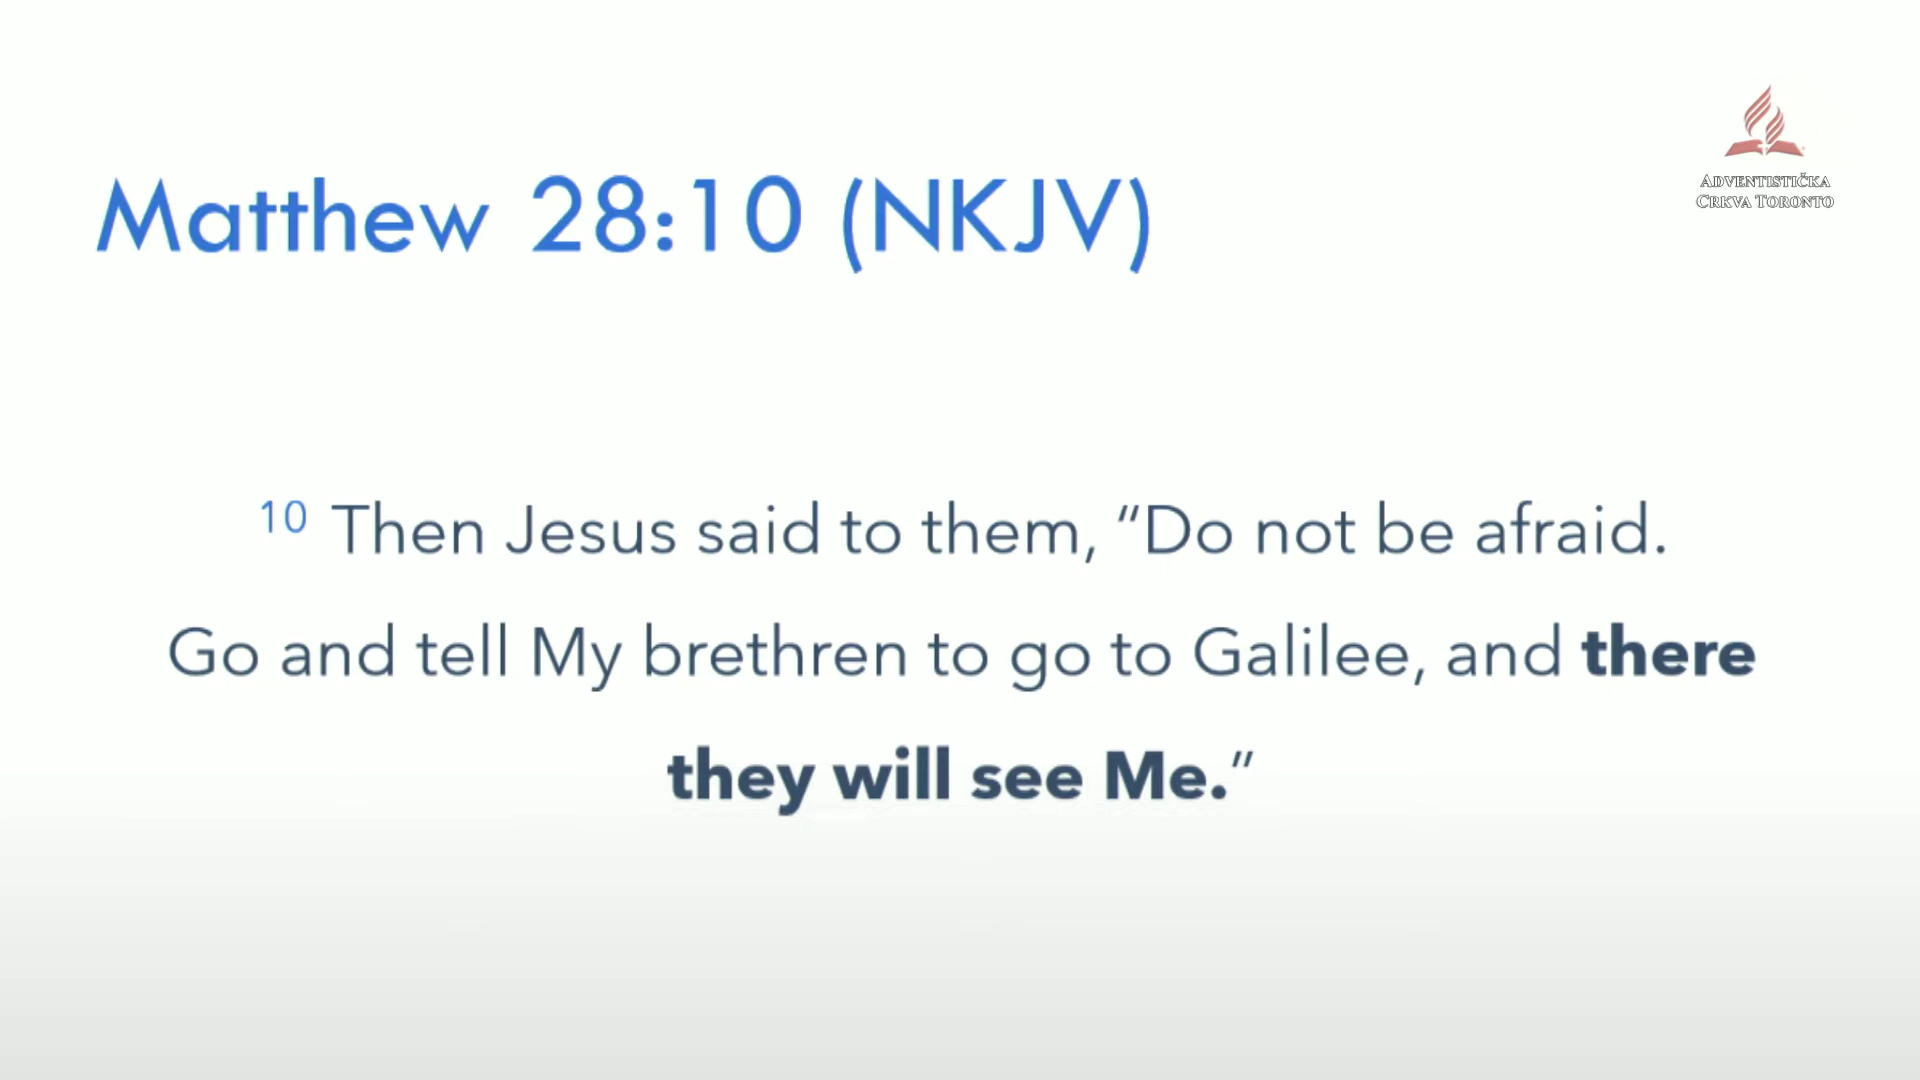 Matthew 28:10 (NKJV)
ADVENTISTIČKA
CRKVA TORONTO
10 Then Jesus said to them, “Do not be afraid.
Go and tell My brethren to go to Galilee, and there
they will see Me.”